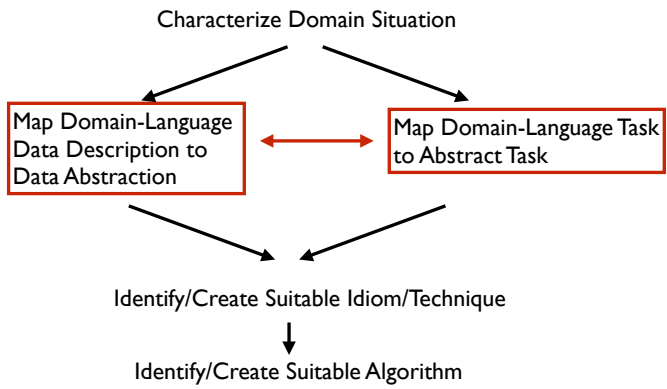 Characterize Domain Situation
Map Domain-Language
Data Description to
Data Abstraction
Map Domain-Language Task
to Abstract Task
Identify/Create Suitable Idiom/Technique
Identify/Create Suitable Algorithm